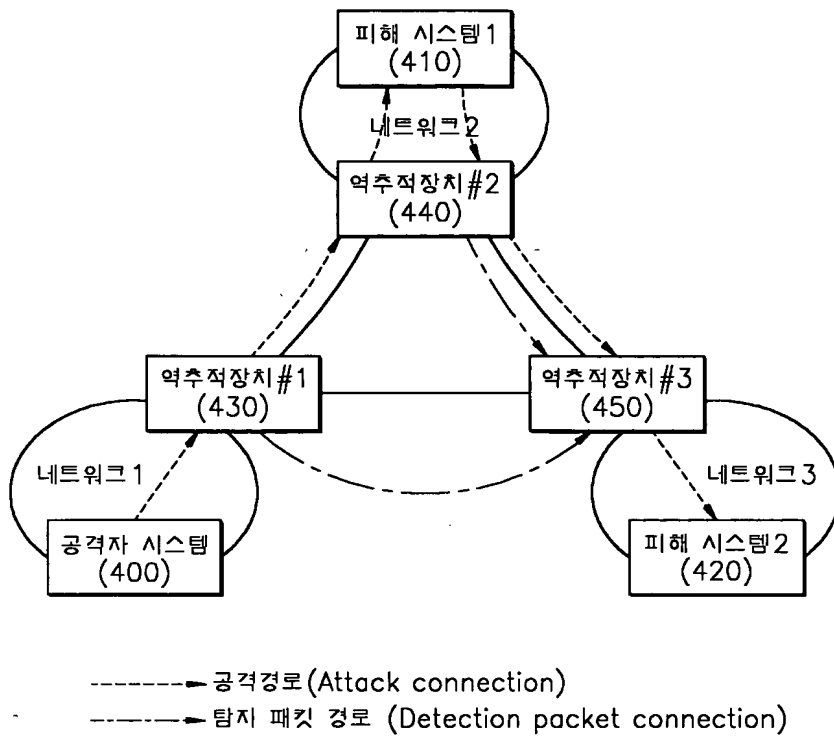 피해 시스템1
(410)
네트워크2
역추적장치#2
(440)
역추적장치#1
(430)
역추적장치#3
(450)
네트워크1
네트워크3
공격자 시스템
(400)
피해 시스템2
(420)
공격경로(Attack connection)
탐지 패킷 경로 (Detection packet connection)